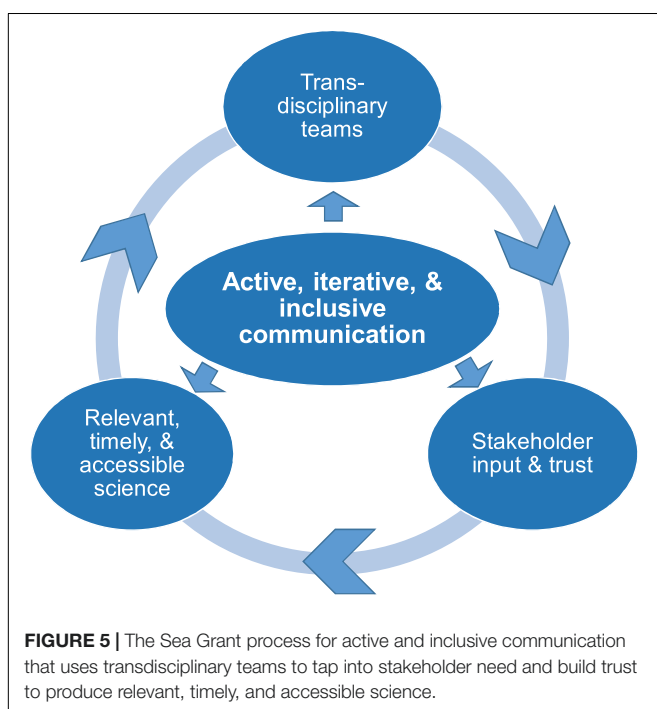 Trans-
disciplinary
teams
Active, iterative, &
inclusive
communication
Relevant,
timely, &
accessible
science
Stakeholder
input & trust
FIGURE 5 | The Sea Grant process for active and inclusive communication
that uses transdisciplinary teams to tap into stakeholder need and build trust
to produce relevant, timely, and accessible science.